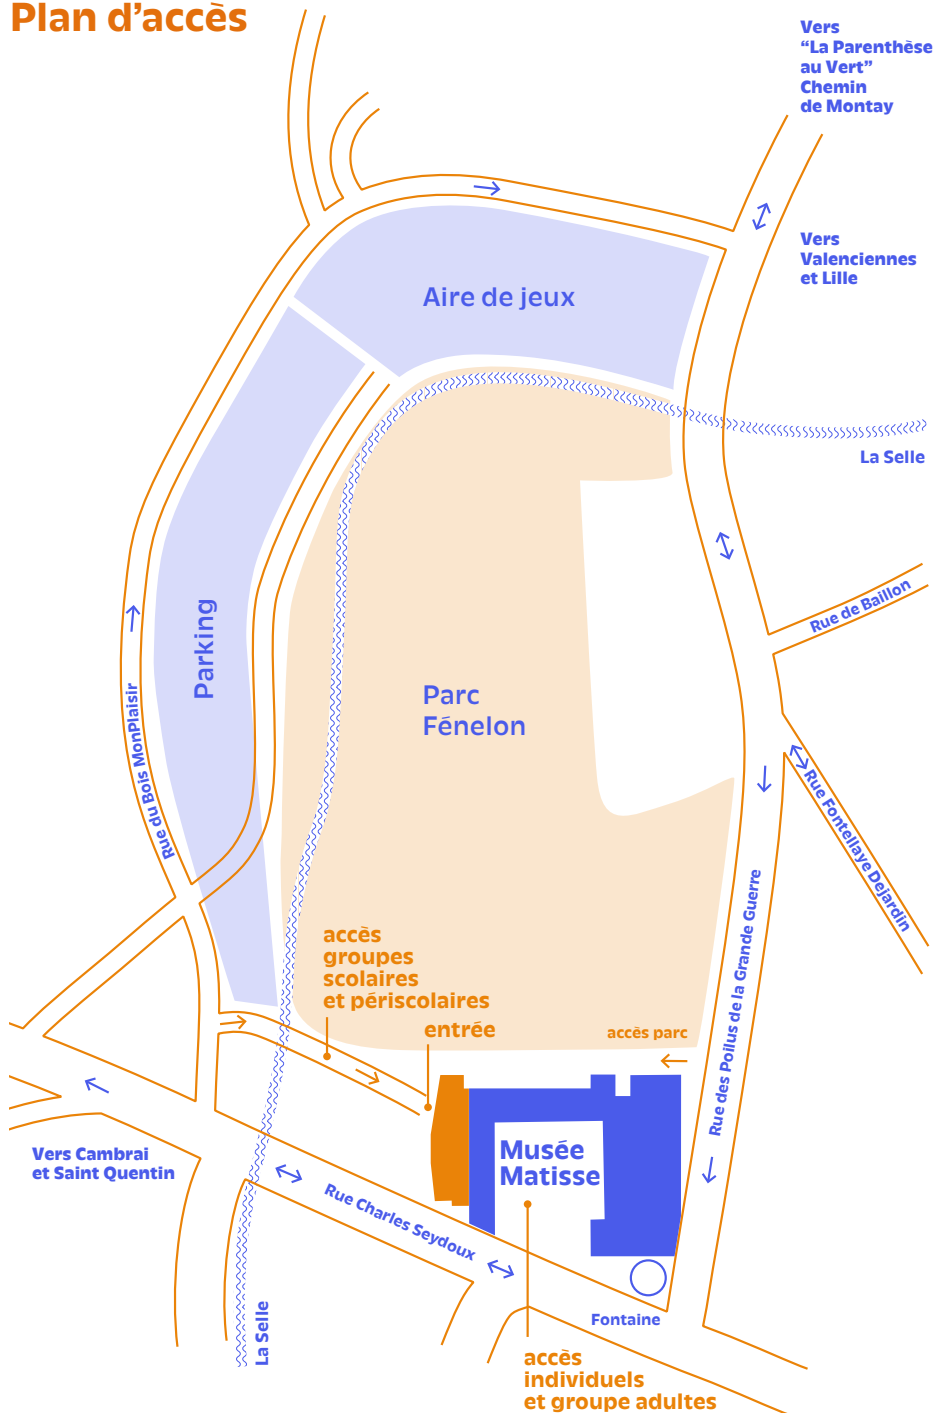 Plan d’accès
Vers
“La Parenthèse
au Vert”
Chemin
de Montay
Vers
Valenciennes
et Lille
Aire de jeux
La Selle
Rue de Baillon
Parking
Parc
Fénelon
Rue du Bois MonPlaisir
Rue Fontellaye Dejardin
Rue des Poilus de la Grande Guerre
accès
groupes
scolaires
et périscolaires
entrée
accès parc
Musée
Matisse
Vers Cambrai
et Saint Quentin
Rue Charles Seydoux
La Selle
Fontaine
accès
individuels
et groupe adultes